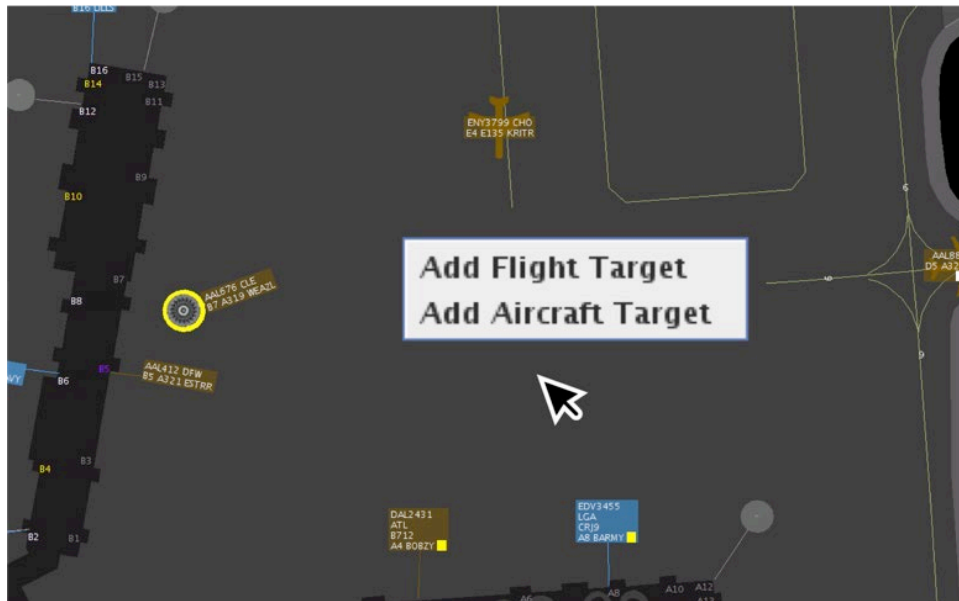 B16 DLLS
B16
B15
B14
B13
B11
B12
ENY3799 CHO
E4 E135 KRITR
B9
B10
6
Add Flight Target
Add Aircraft Target
B7
AAL676 CLE
B7 A319 WEAZL
B8
B5
AAL412 DFW
B5 A321 ESTRR
B6
B3
B4
DAL2431
ATL
B712
A4 BOBZY
EDV3455
LGA
CRJ9
A8 BARMY
B2
B1
A6
A8
A10
A12